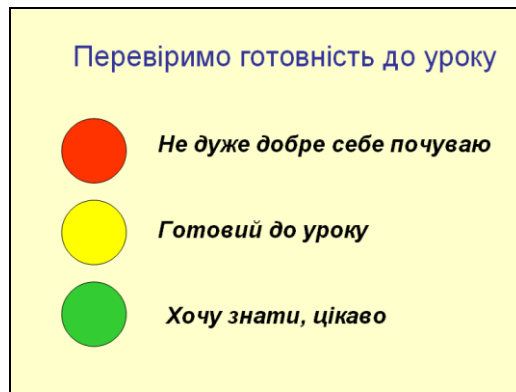 Перевіримо готовність до уроку
Не дуже добре себе почуваю
Готовий до уроку
Хочу знати, цікаво